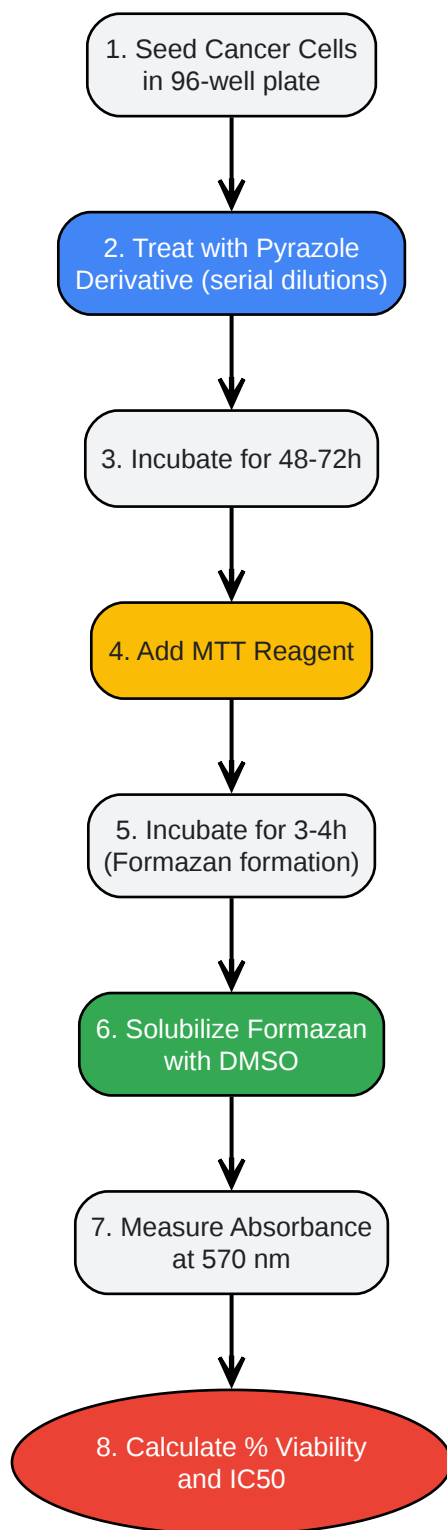 1. Seed Cancer Cells
in 96-well plate
2. Treat with Pyrazole
Derivative (serial dilutions)
3. Incubate for 48-72h
4. Add MTT Reagent
5. Incubate for 3-4h
(Formazan formation)
6. Solubilize Formazan
with DMSO
7. Measure Absorbance
at 570 nm
8. Calculate % Viability
and IC50